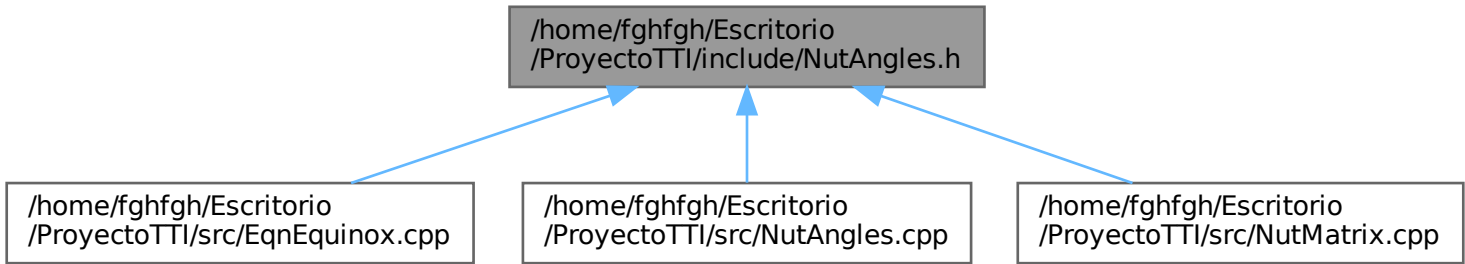 /home/fghfgh/Escritorio
/ProyectoTTI/include/NutAngles.h
/home/fghfgh/Escritorio
/ProyectoTTI/src/EqnEquinox.cpp
/home/fghfgh/Escritorio
/ProyectoTTI/src/NutAngles.cpp
/home/fghfgh/Escritorio
/ProyectoTTI/src/NutMatrix.cpp